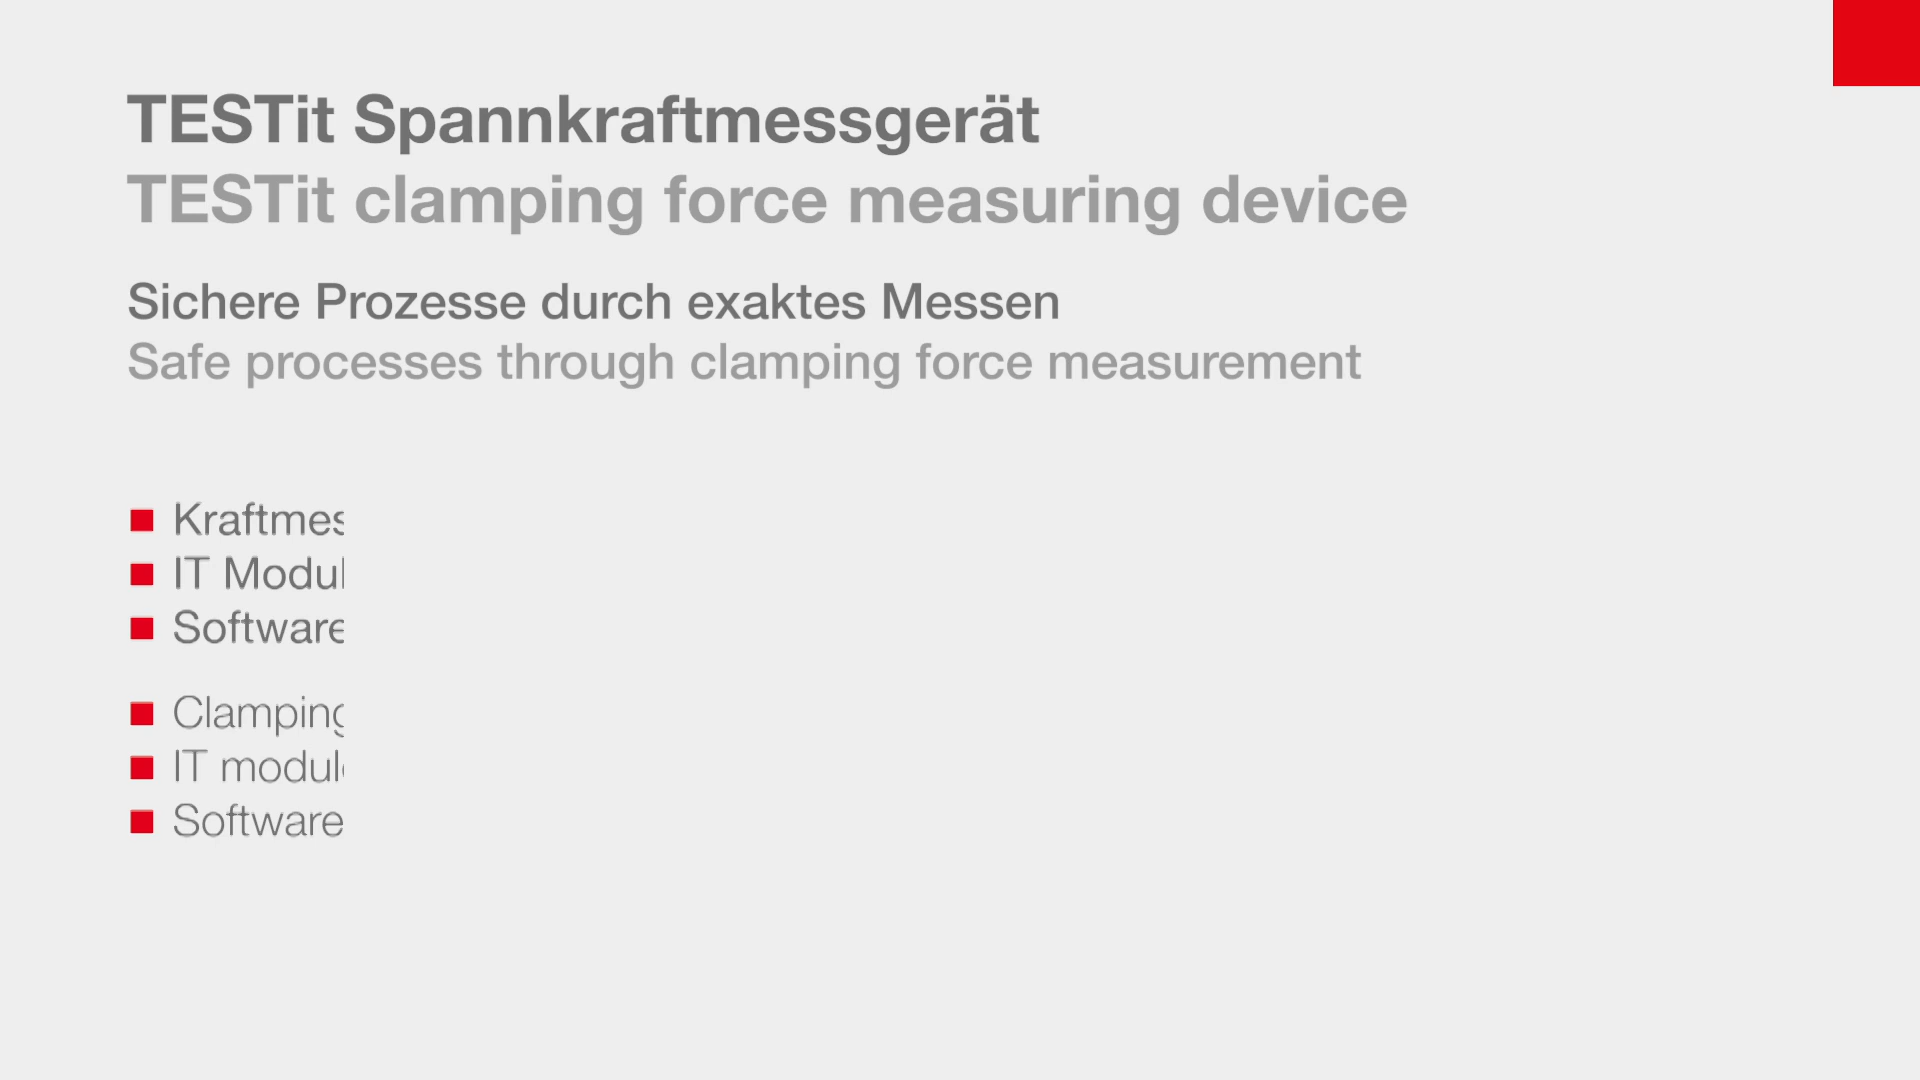 TESTit Spannkraftmessgerät
TESTit clamping force measuring device
Sichere Prozesse durch exaktes Messen
Safe processes through clamping force measurement
Kraftmes
IT Modul
Software
Clamping
IT module
Software